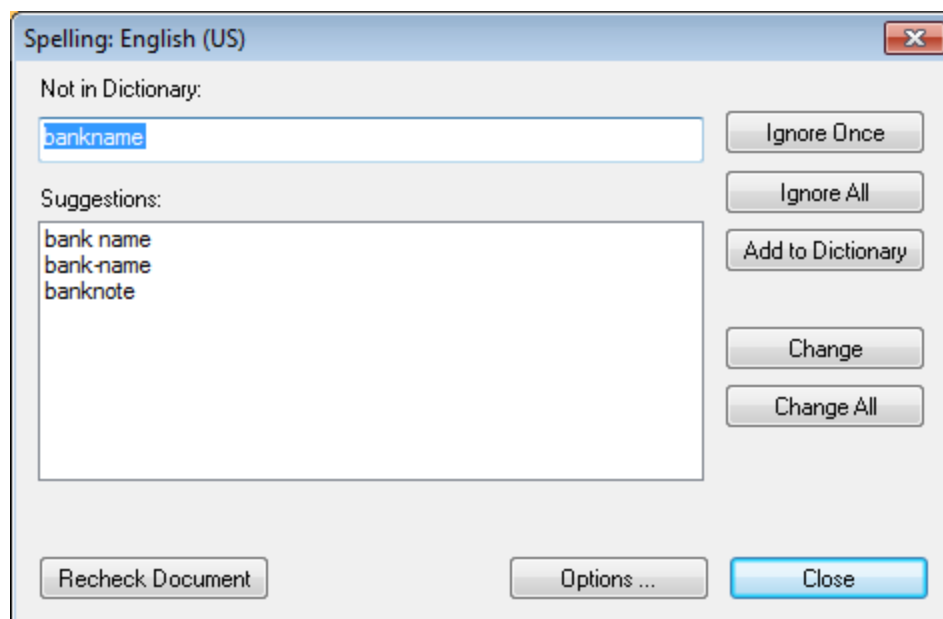 Spelling: English (US)
Not in Dictionary:
bankname
Ignore Once
Ignore All
Suggestions:
bank name
bank-name
banknote
Add to Dictionary
Change
Change All
Recheck Document
Options ...
Close